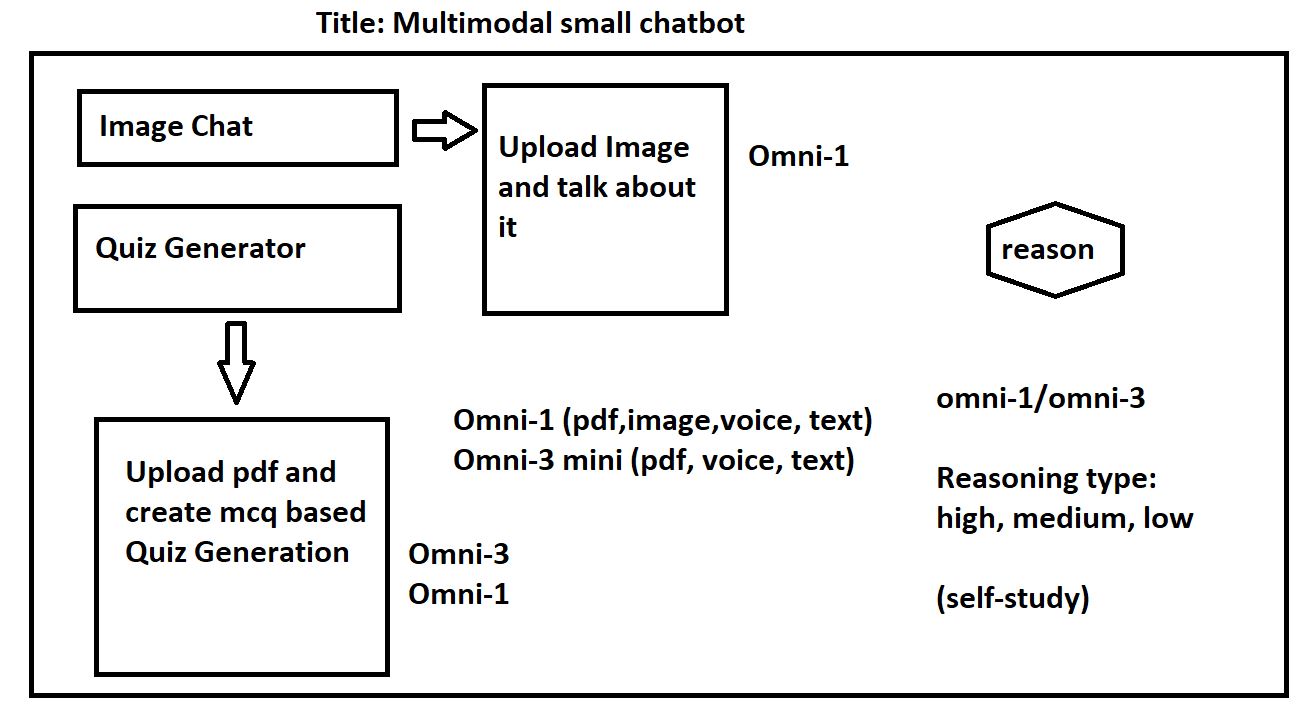 Title: Multimodal small chatbot
Image Chat
Upload Image
and talk about
it
Omni-1
Quiz Generator
reason
Upload pdf and
create mcq based
Quiz Generation
Omni-1 (pdf,image,voice, text)
Omni-3 mini (pdf, voice, text)
Omni-3
Omni-1
omni-1/omni-3
Reasoning type:
high, medium, low
(self-study)